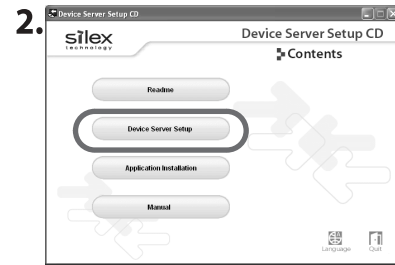 2.
Device Server Setup CD
silex
technology
Device Server Setup CD
Contents
Readme
Device Server Setup
Application Installation
Manual
Language
Quit